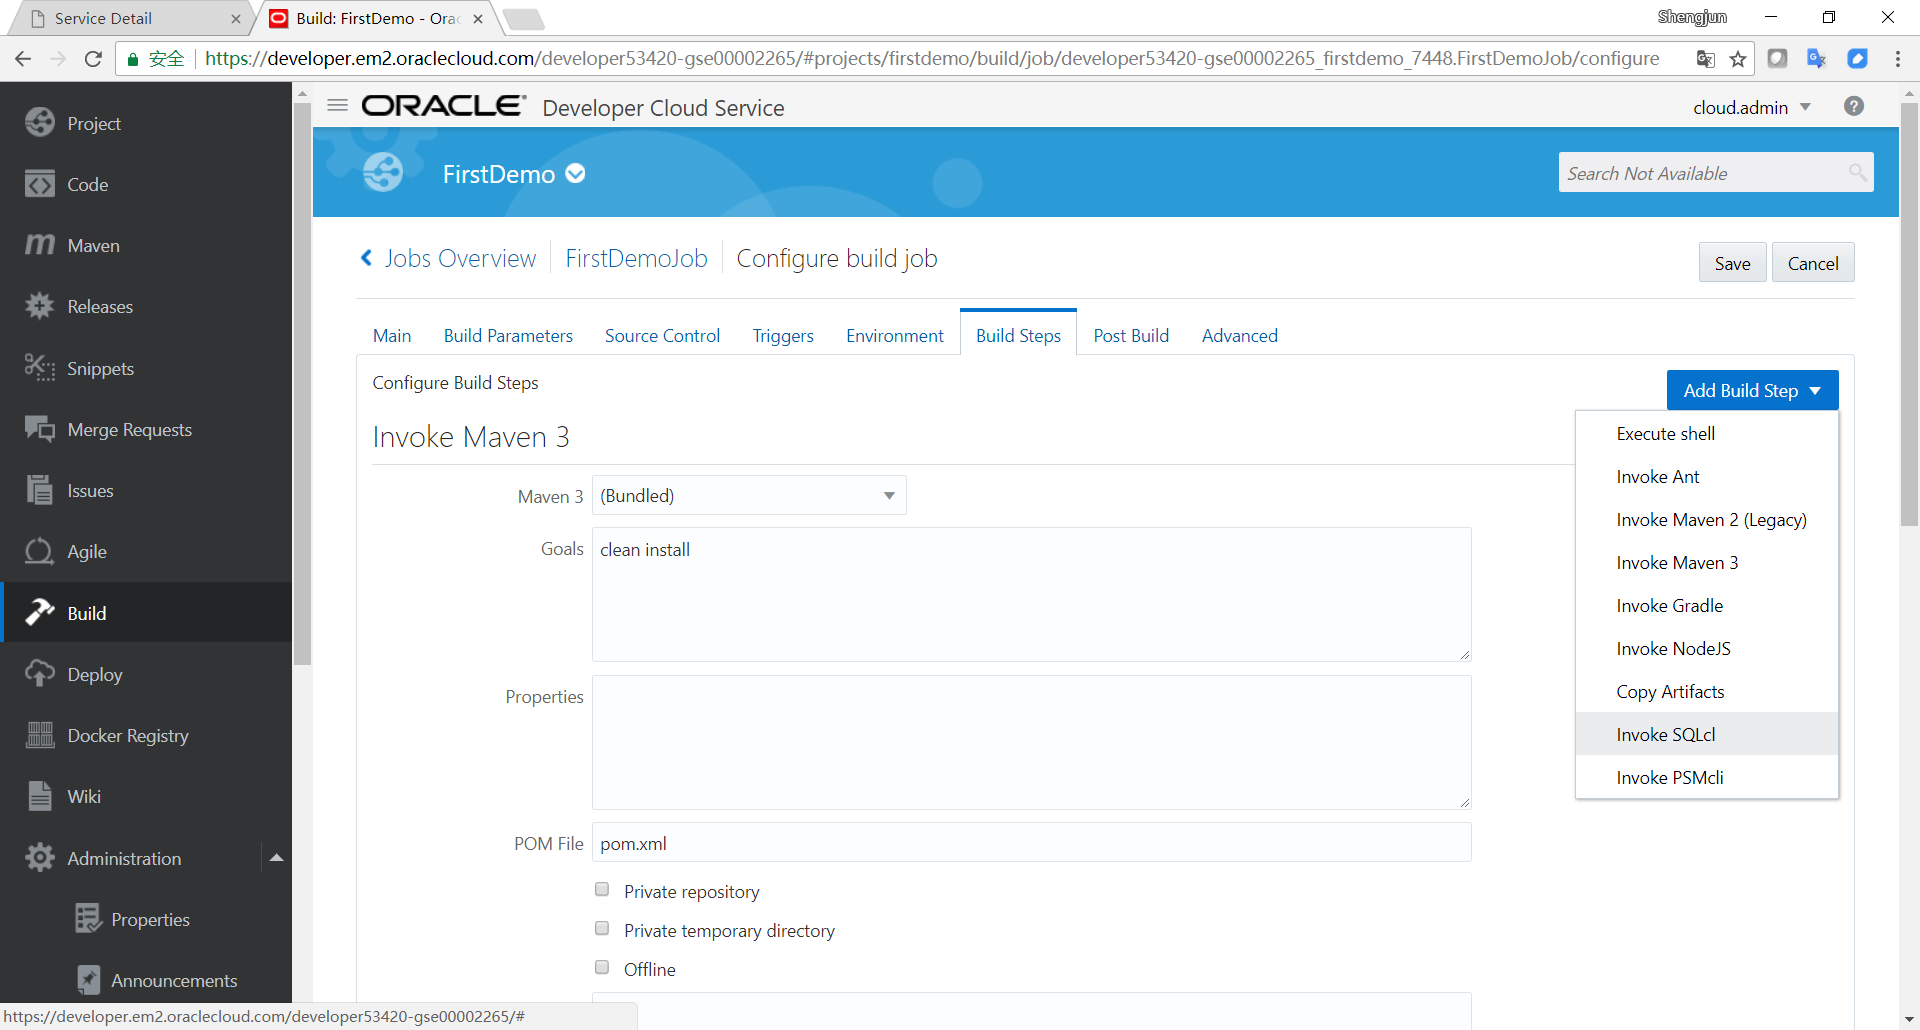 Service Detail
Build: FirstDemo - Orac
Shengjun
安全
https://developer.em2.oraclecloud.com/developer53420-gse00002265/#projects/firstdemo/build/job/developer53420-gse00002265_firstdemo_7448.FirstDemoJob/configure
ORACLE Developer Cloud Service
cloud.admin
?
Project
Code
Maven
Releases
Snippets
Merge Requests
Issues
Agile
Build
Deploy
Docker Registry
Wiki
Administration
Properties
Announcements
FirstDemo
Search Not Available
Jobs Overview
FirstDemoJob
Configure build job
Save
Cancel
Main
Build Parameters
Source Control
Triggers
Environment
Build Steps
Post Build
Advanced
Configure Build Steps
Add Build Step
Execute shell
Invoke Ant
Invoke Maven 2 (Legacy)
Invoke Maven 3
Invoke Gradle
Invoke NodeJS
Copy Artifacts
Invoke SQLcl
Invoke PSMcli
Invoke Maven 3
Maven 3
(Bundled)
Goals
clean install
Properties
POM File
pom.xml
Private repository
Private temporary directory
Offline
https://developer.em2.oraclecloud.com/developer53420-gse00002265/#